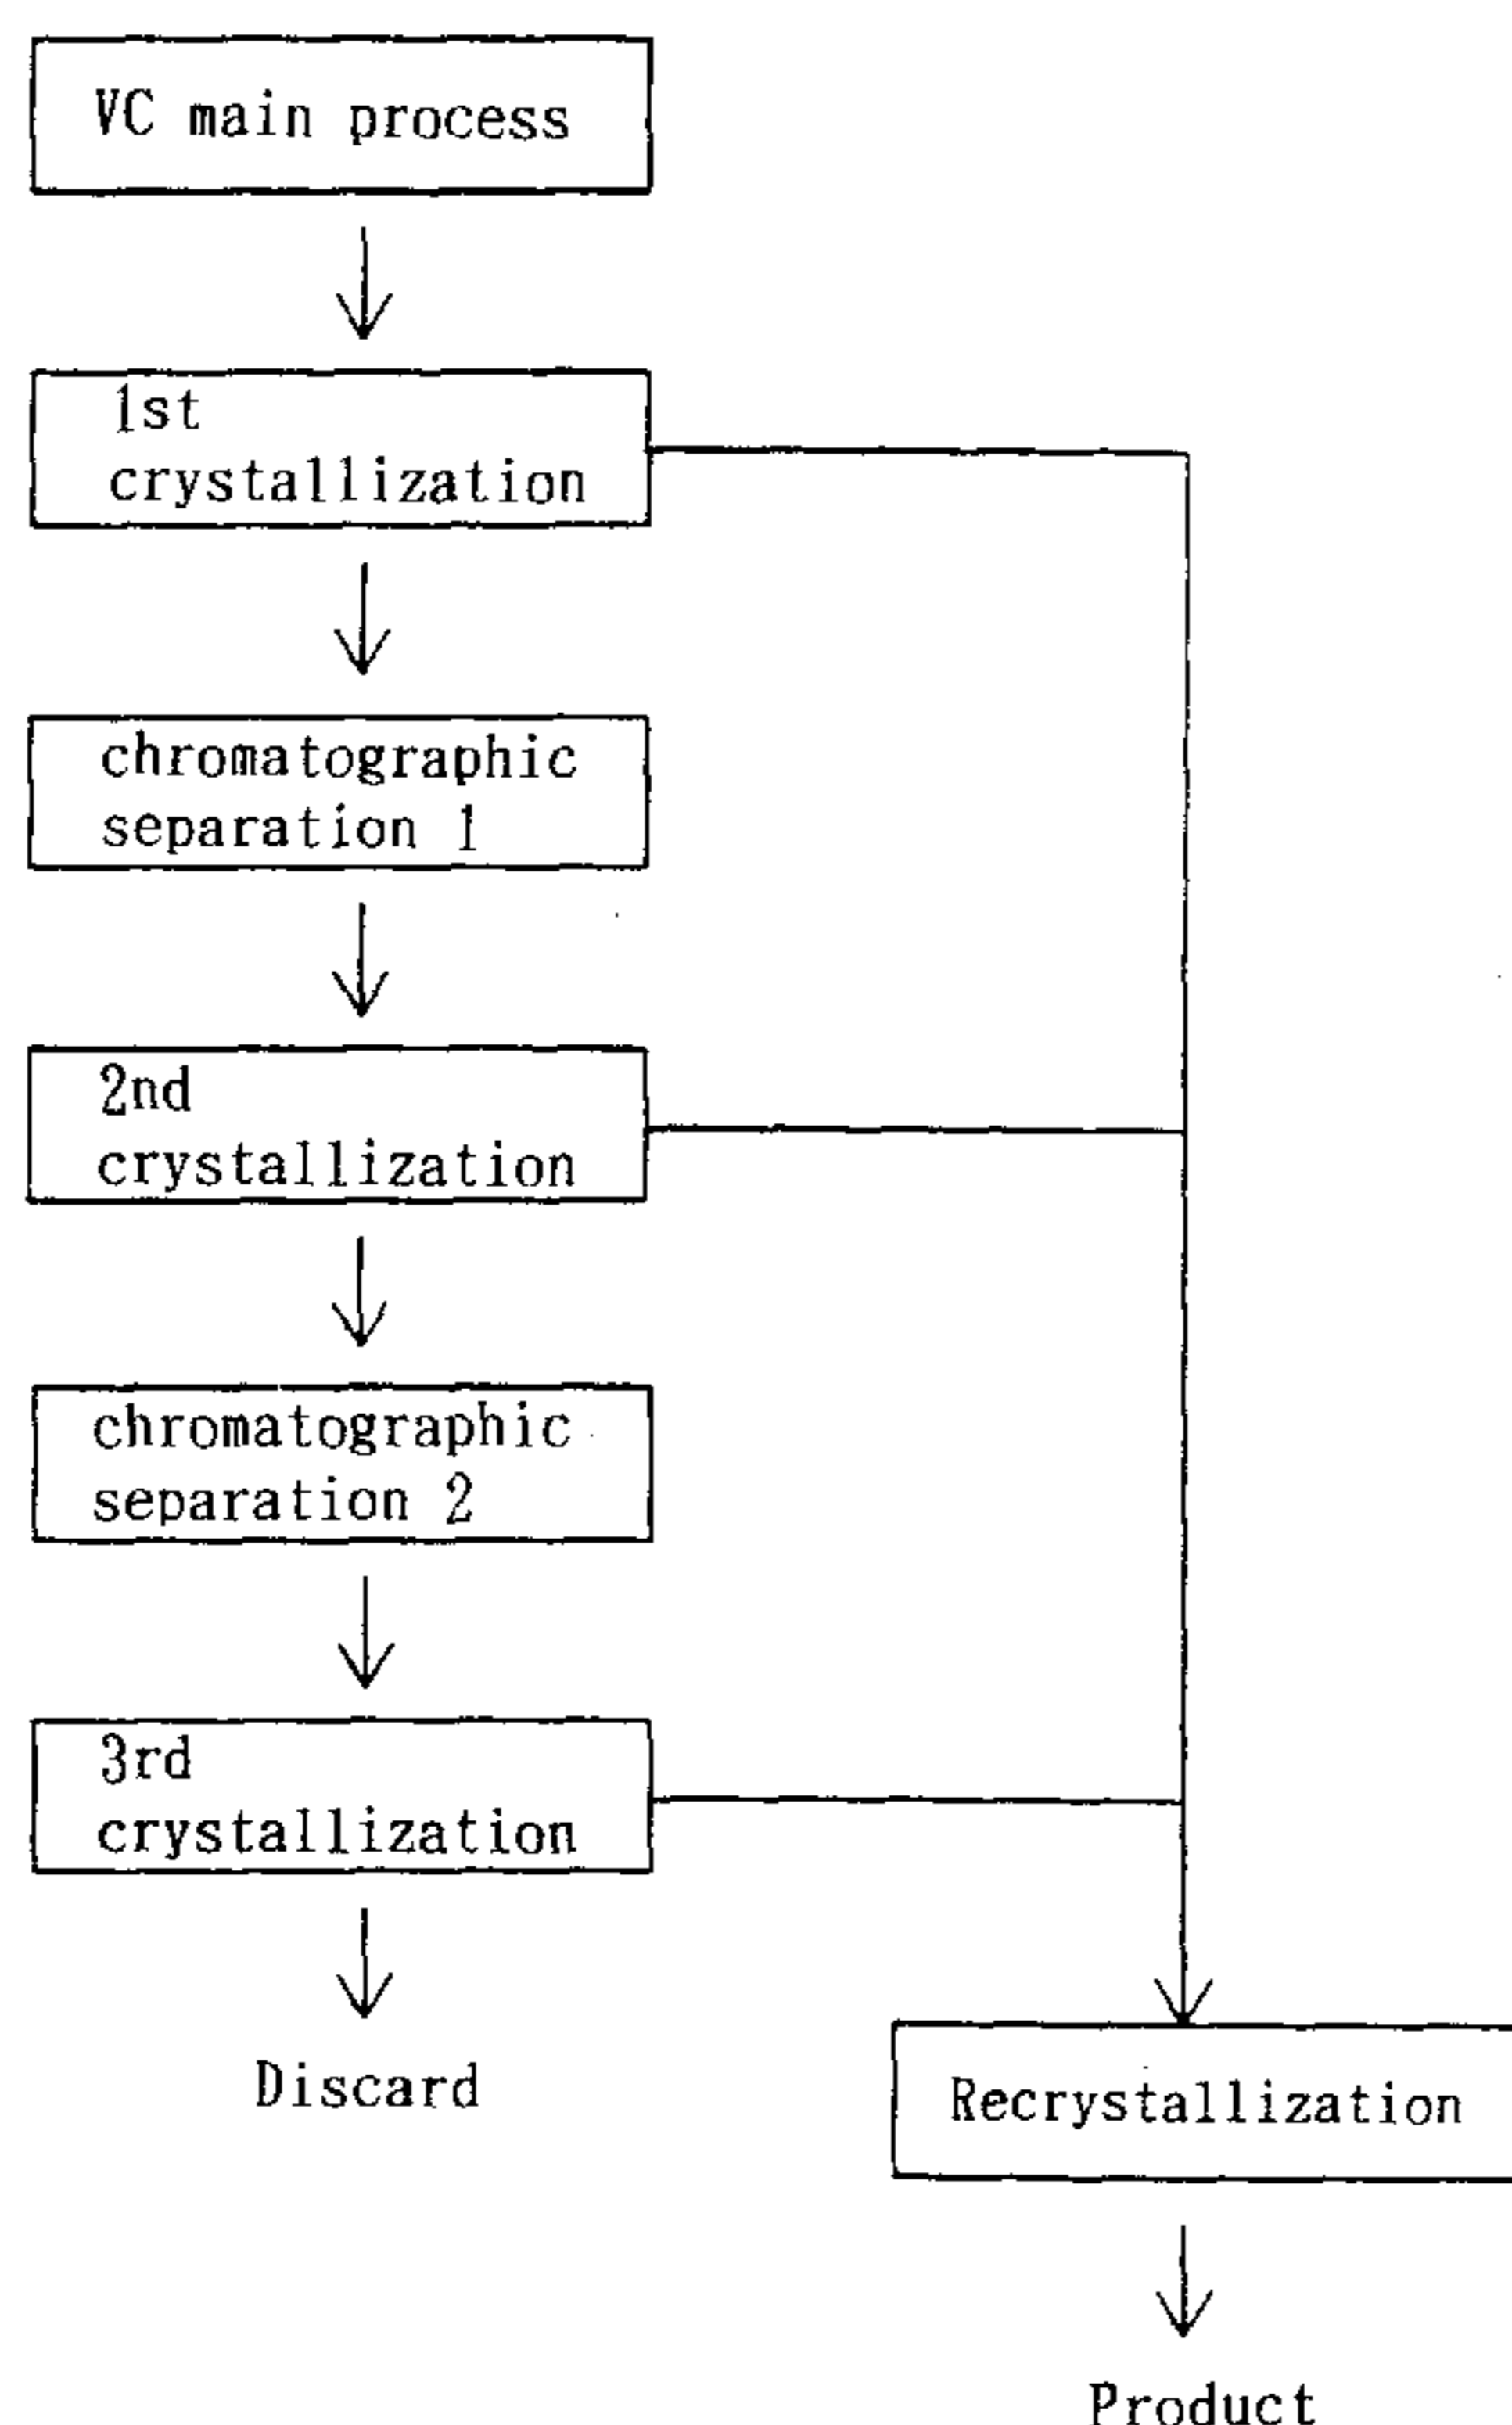 VC main process
1st
crystallization
chromatographic
separation 1
2nd
crystallization
chromatographic
separation 2
3rd
crystallization
Discard
Recrystallization
Product